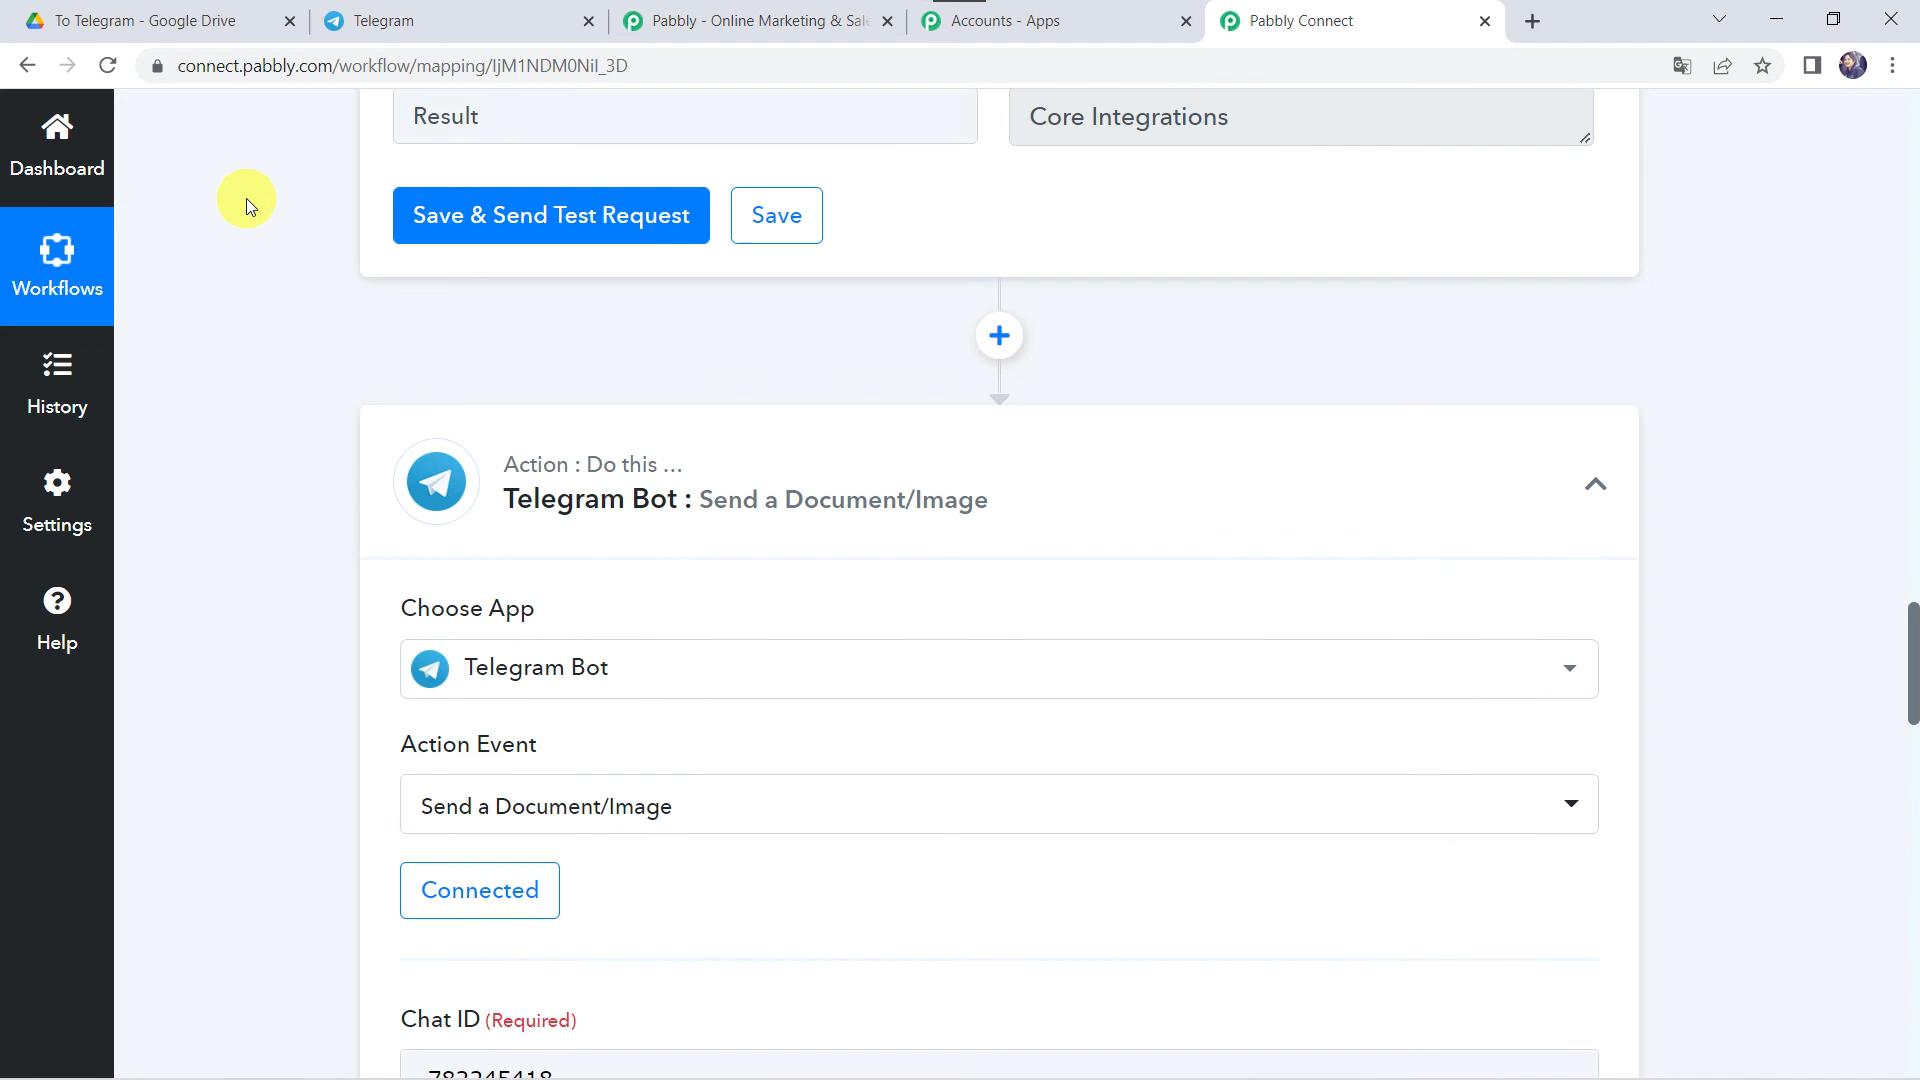 To Telegram - Google Drive
Telegram
Pabbly - Online Marketing & Sale
Accounts - Apps
Pabbly Connect
connect.pabbly.com/workflow/mapping/IjM1NDM0NiI_3D
Dashboard
Workflows
History
Settings
Help
Result
Core Integrations
Save & Send Test Request
Save
Action : Do this ...
Telegram Bot : Send a Document/Image
Choose App
Telegram Bot
Action Event
Send a Document/Image
Connected
Chat ID (Required)